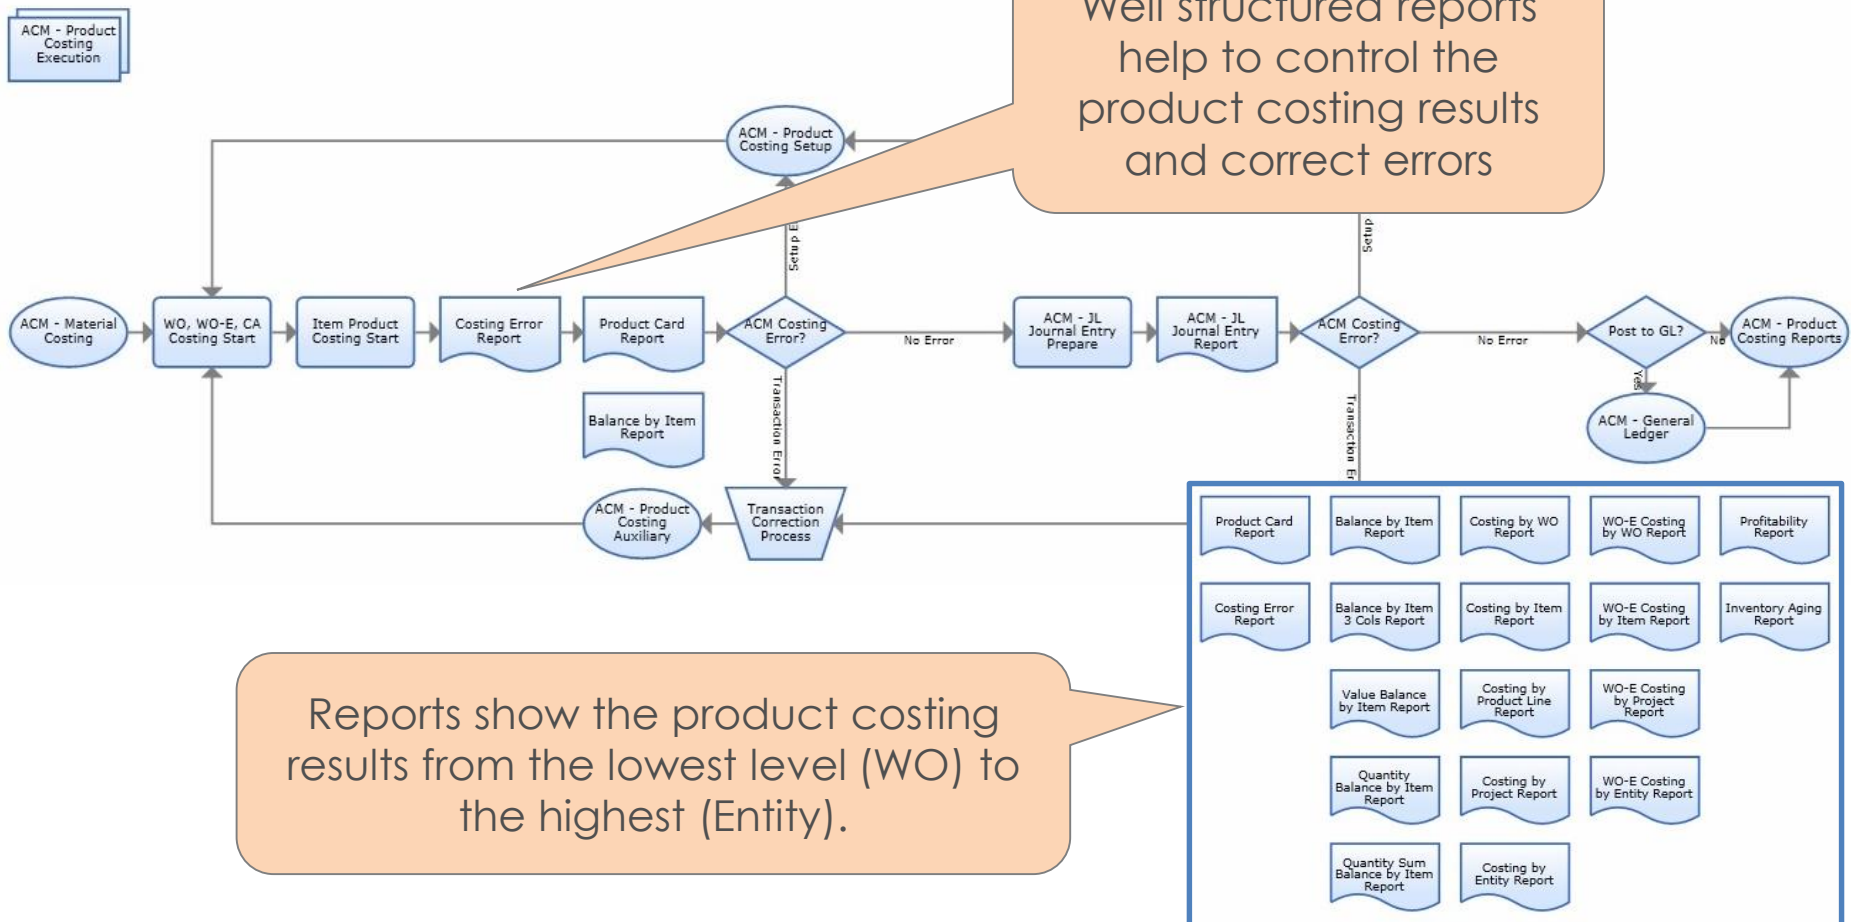 ACM - Product
Costing
Execution
Well structured reports
help to control the
product costing results
and correct errors
ACM - Product
Costing Setup
Setup E
Setup
ACM - Material
Costing
WO, WO-E, CA
Costing Start
Item Product
Costing Start
Costing Error
Report
Product Card
Report
ACM Costing
Error?
No Error
ACM - JL
Journal Entry
Prepare
ACM - JL
Journal Entry
Report
ACM Costing
Error?
No Error
Post to GL?
No
ACM - Product
Costing Reports
Yes
ACM - General
Ledger
Balance by Item
Report
Transaction Error
Transaction Er
ACM - Product
Costing
Auxiliary
Transaction
Correction
Process
Product Card
Report
Balance by Item
Report
Costing by WO
Report
WO-E Costing
by WO Report
Profitability
Report
Costing Error
Report
Balance by Item
3 Cols Report
Costing by Item
Report
WO-E Costing
by Item Report
Inventory Aging
Report
Value Balance
by Item Report
Costing by
Product Line
Report
WO-E Costing
by Project
Report
Quantity
Balance by Item
Report
Costing by
Project Report
WO-E Costing
by Entity Report
Quantity Sum
Balance by Item
Report
Costing by
Entity Report
Reports show the product costing
results from the lowest level (WO) to
the highest (Entity).